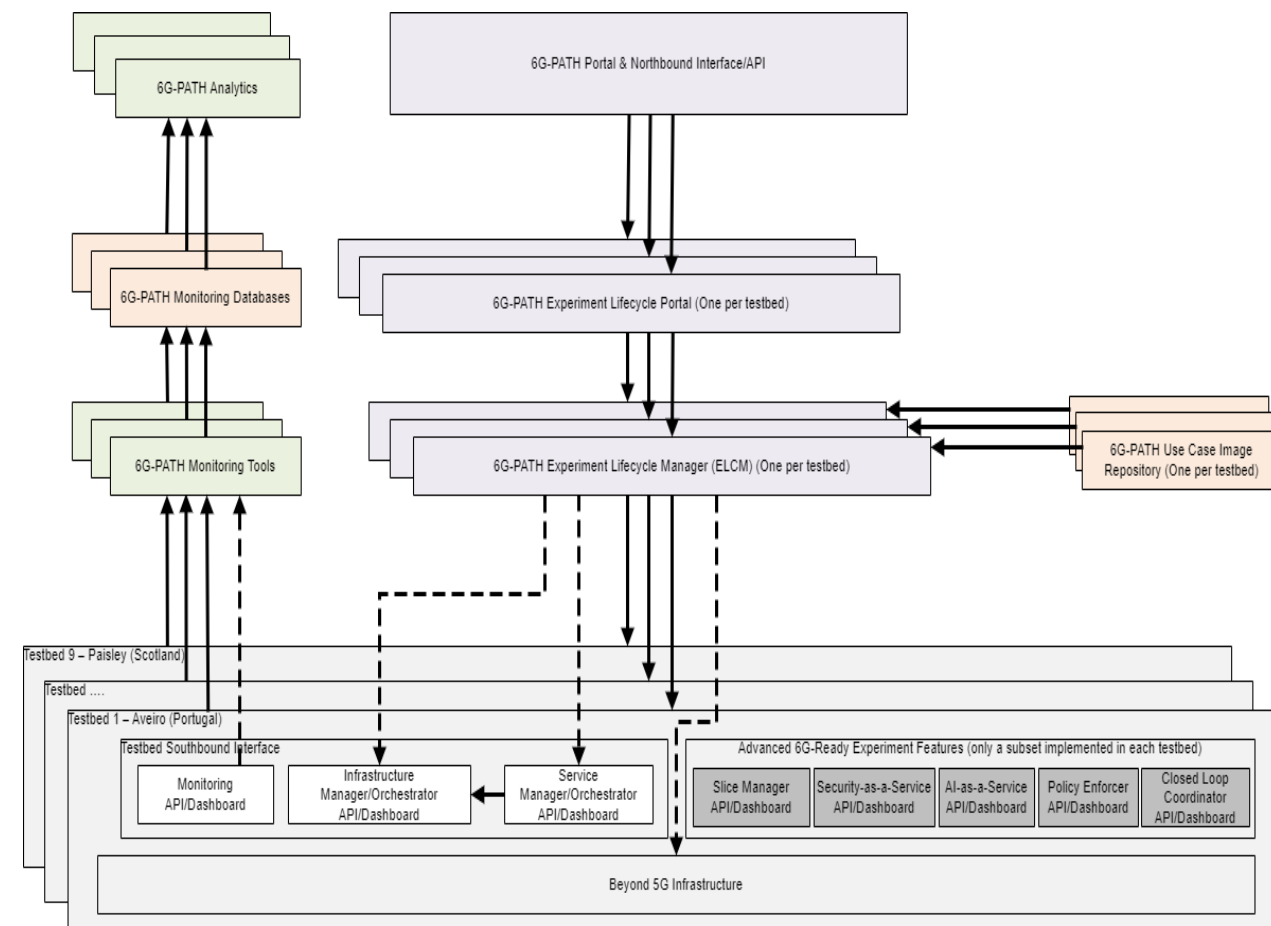 6G-PATH Portal & Northbound Interface/API
6G-PATH Analytics
6G-PATH Monitoring Databases
6G-PATH Experiment Lifecycle Portal (One per testbed)
6G-PATH Monitoring Tools
6G-PATH Experiment Lifecycle Manager (ELCM) (One per testbed)
6G-PATH Use Case Image
Repository (One per testbed)
Testbed 9 – Paisley (Scotland)
Testbed ....
Testbed 1 – Aveiro (Portugal)
Testbed Southbound Interface
Monitoring
API/Dashboard
Infrastructure
Manager/Orchestrator
API/Dashboard
Service
Manager/Orchestrator
API/Dashboard
Advanced 6G-Ready Experiment Features (only a subset implemented in each testbed)
Slice Manager
API/Dashboard
Security-as-a-Service
API/Dashboard
AI-as-a-Service
API/Dashboard
Policy Enforcer
API/Dashboard
Closed Loop
Coordinator
API/Dashboard
Beyond 5G Infrastructure